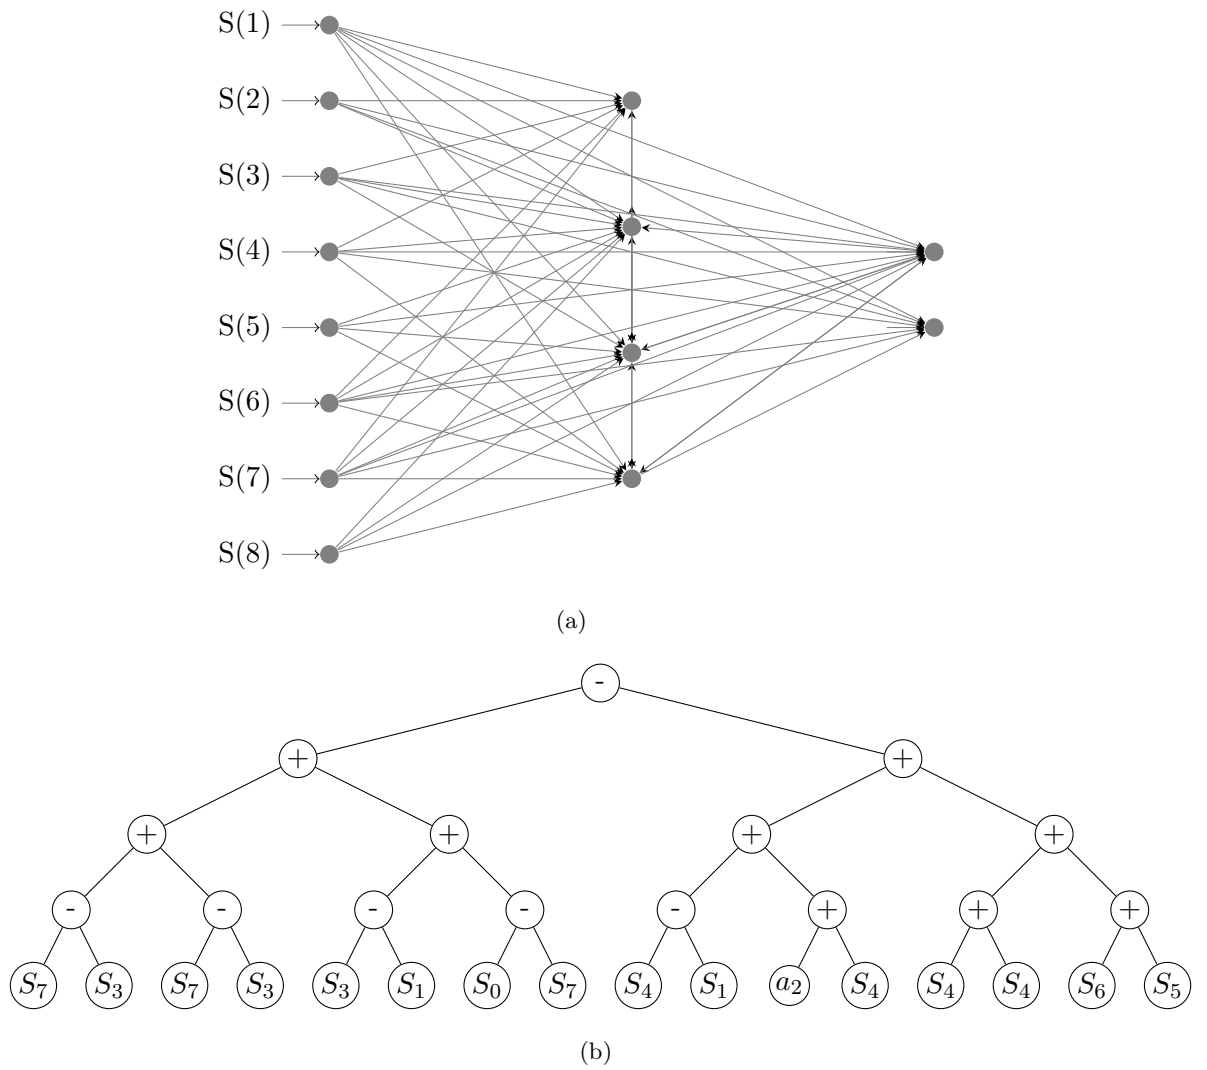 S(1)
S(2)
S(3)
S(4)
S(5)
S(6)
S(7)
S(8)
(a)
-
+ +
+ + + +
- - - - - + + +
S₇ S₃ S₇ S₃ S₃ S₁ S₀ S₇ S₄ S₁ a₂ S₄ S₄ S₄ S₆ S₅
(b)